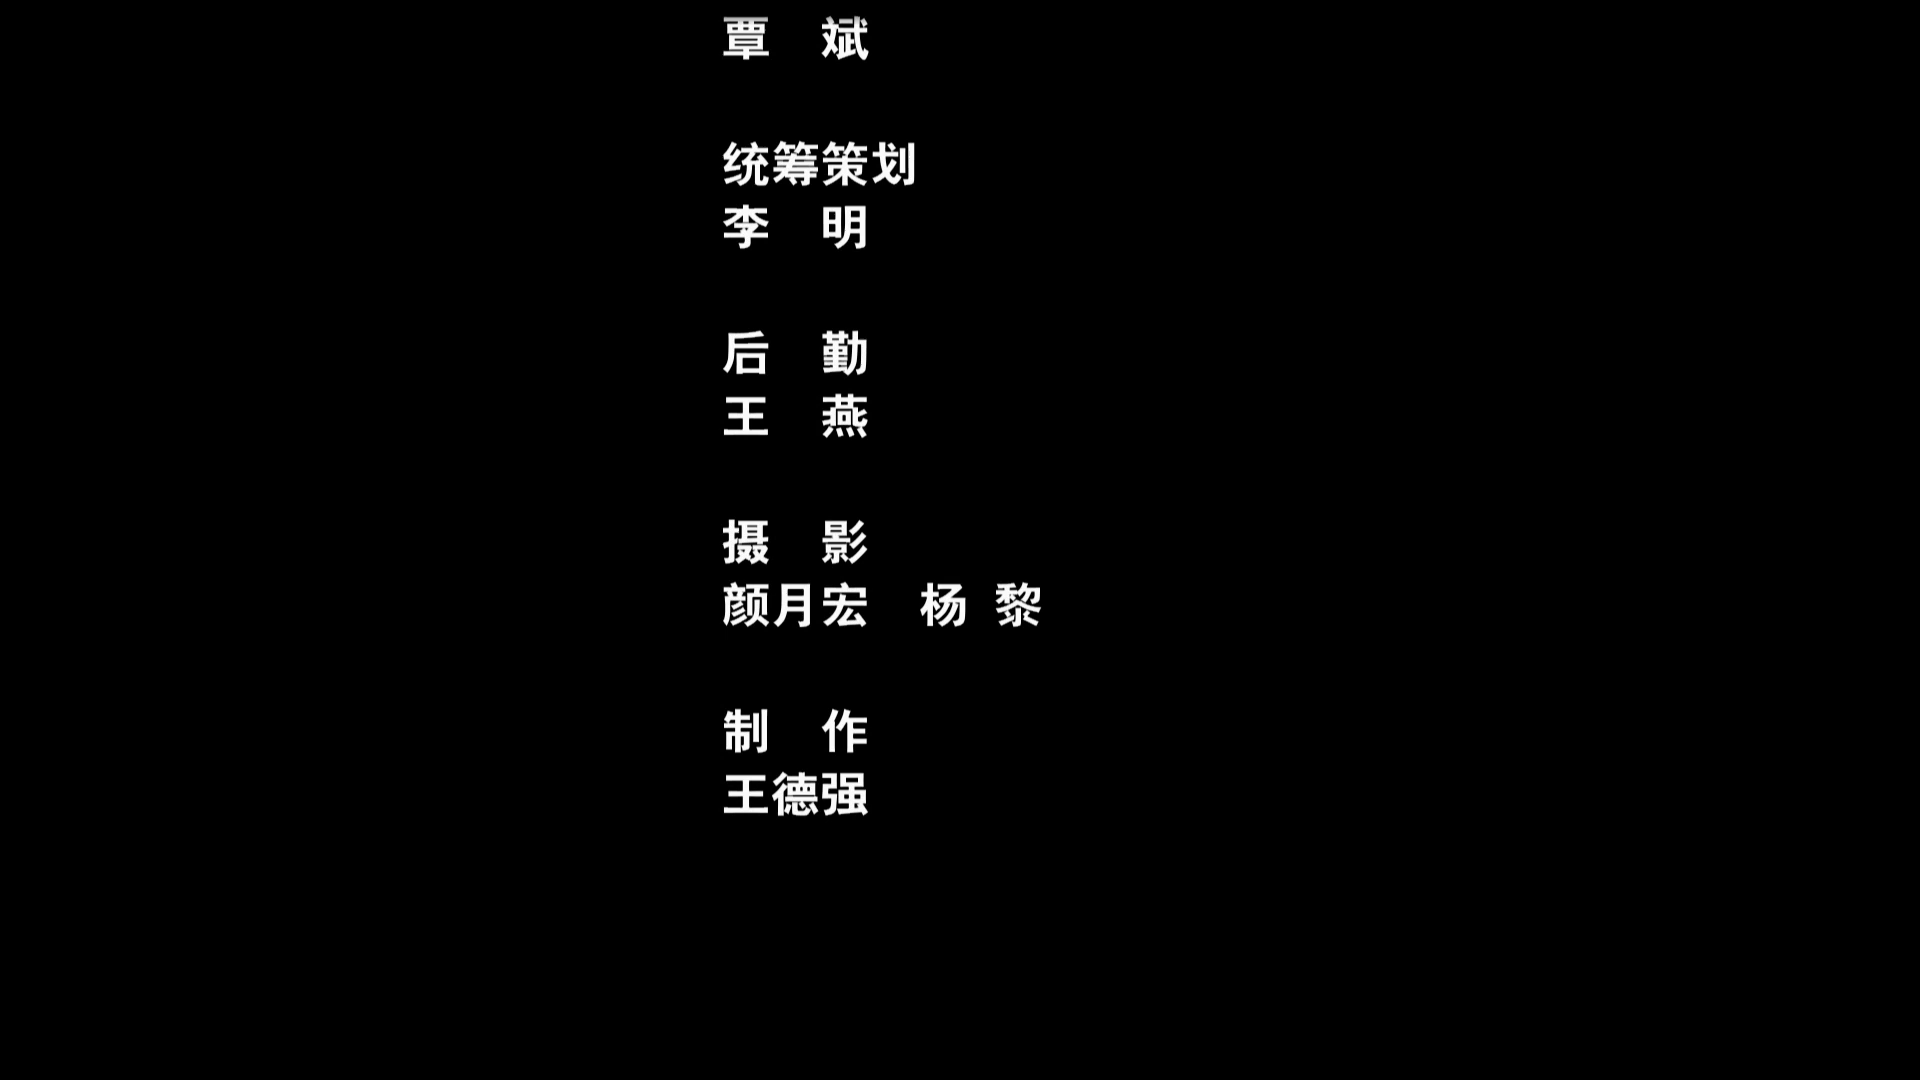 覃　斌
统筹策划
李　明
后　勤
王　燕
摄　影
颜月宏　杨 黎
制　作
王德强